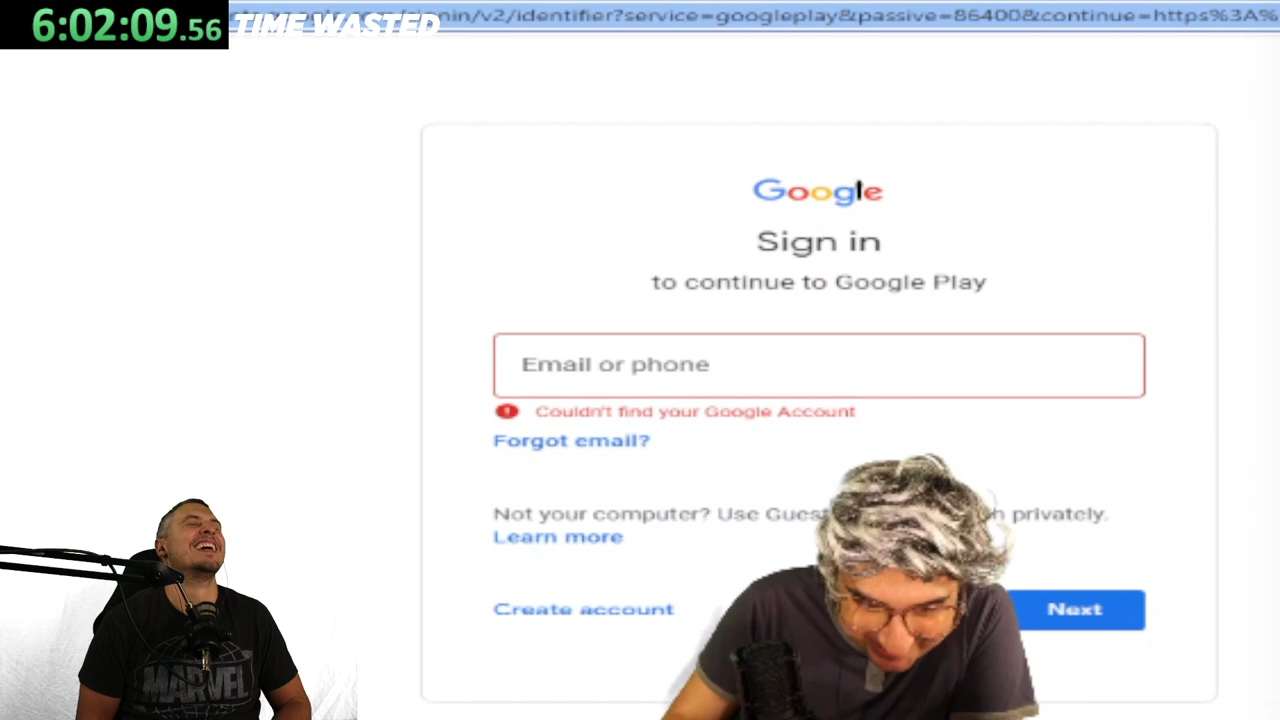 6:02:09.56 TIME WASTED
/v2/identifier?service=googleplay&passive=86400&continue=https%3A%
Google
Sign in
to continue to Google Play
Email or phone
Couldn't find your Google Account
Forgot email?
Not your computer? Use Guest privately.
Learn more
Create account
Next
MARVEL